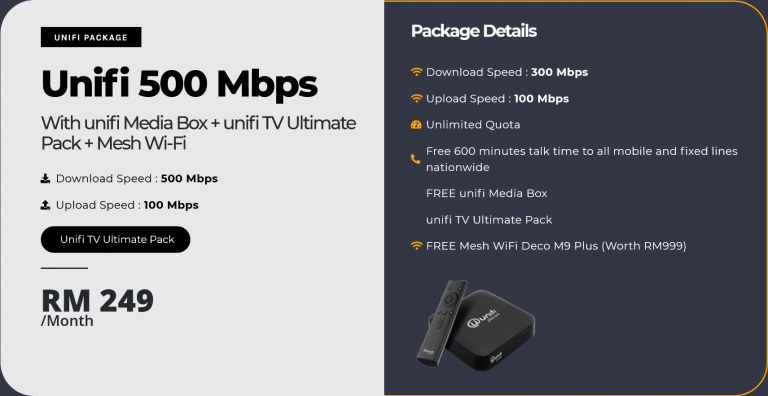 UNIFI PACKAGE
Unifi 500 Mbps
With unifi Media Box + unifi TV Ultimate
Pack + Mesh Wi-Fi
Download Speed : 500 Mbps
Upload Speed : 100 Mbps
Unifi TV Ultimate Pack
RM 249
/Month
Package Details
Download Speed : 300 Mbps
Upload Speed : 100 Mbps
Unlimited Quota
Free 600 minutes talk time to all mobile and fixed lines
nationwide
FREE unifi Media Box
unifi TV Ultimate Pack
FREE Mesh WiFi Deco M9 Plus (Worth RM999)
unifi